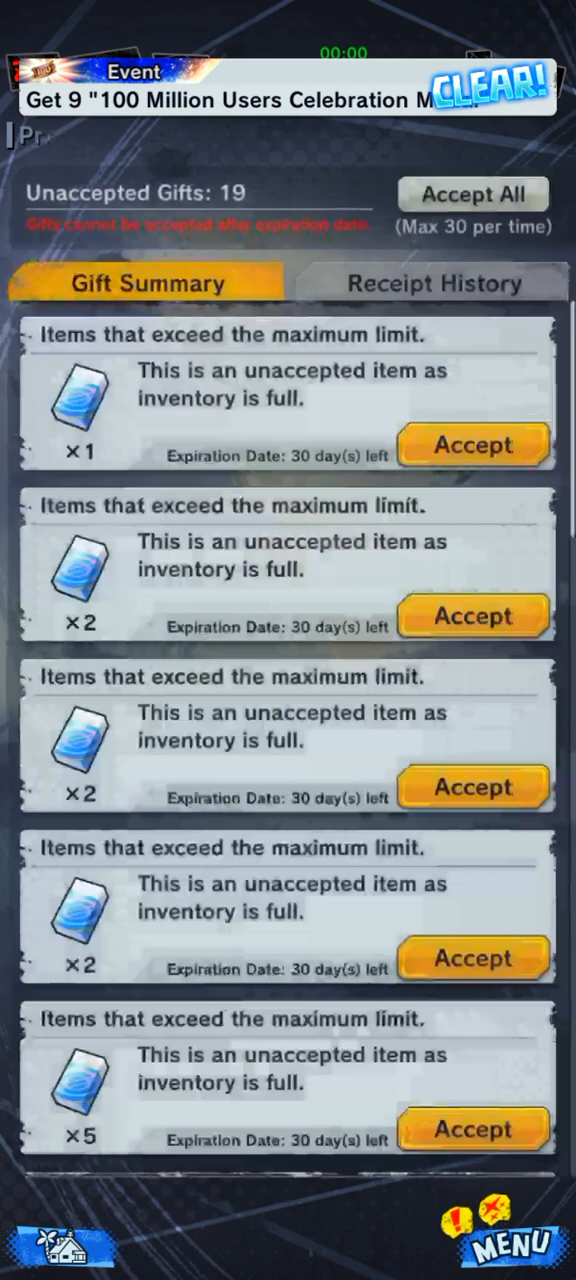 00:00
Event
Get 9 "100 Million Users Celebration M
CLEAR!
Pr
Unaccepted Gifts: 19
Accept All
Gifts cannot be accepted after expiration date.
(Max 30 per time)
Gift Summary
Receipt History
Items that exceed the maximum limit.
This is an unaccepted item as
inventory is full.
×1
Expiration Date: 30 day(s) left
Accept
Items that exceed the maximum limit.
This is an unaccepted item as
inventory is full.
×2
Expiration Date: 30 day(s) left
Accept
Items that exceed the maximum limit.
This is an unaccepted item as
inventory is full.
×2
Expiration Date: 30 day(s) left
Accept
Items that exceed the maximum limit.
This is an unaccepted item as
inventory is full.
×2
Expiration Date: 30 day(s) left
Accept
Items that exceed the maximum limit.
This is an unaccepted item as
inventory is full.
×5
Expiration Date: 30 day(s) left
Accept
MENU